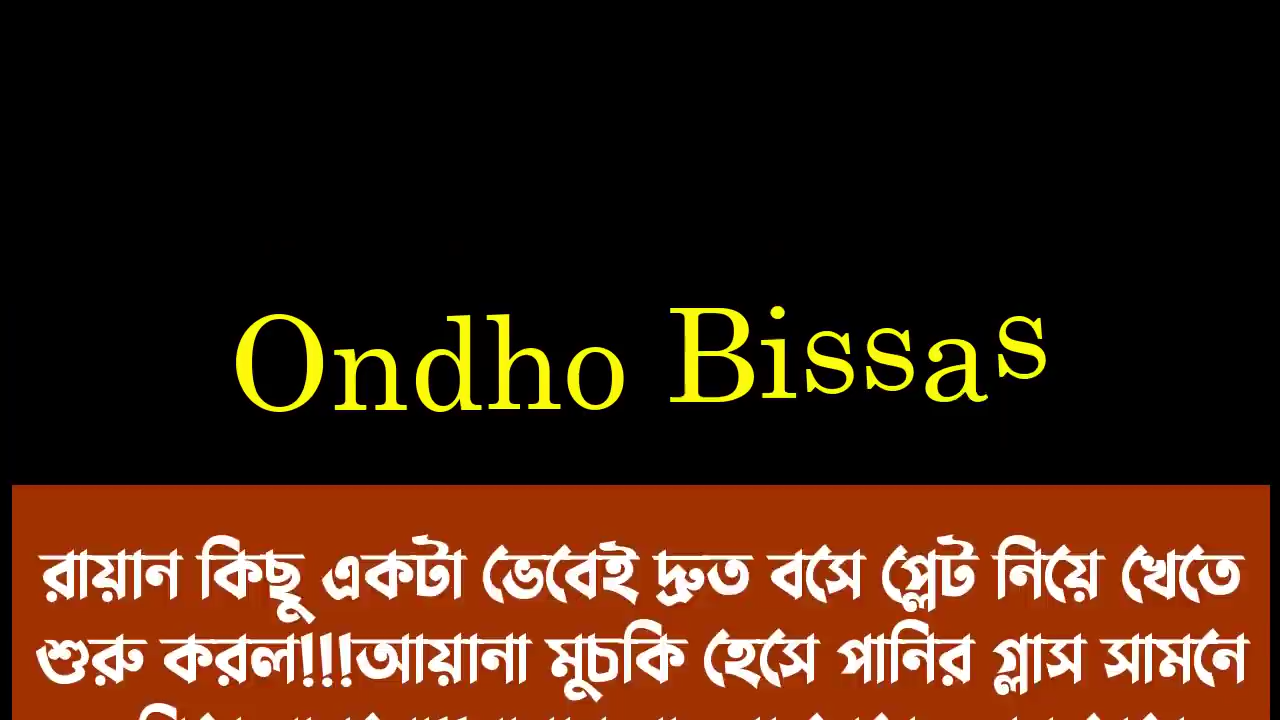 Ondho Bissas
রায়ান কিছু একটা ভেবেই দ্রুত বসে প্লেট নিয়ে খেতে
শুরু করল!!!আয়ানা মুচকি হেসে পানির গ্লাস সামনে